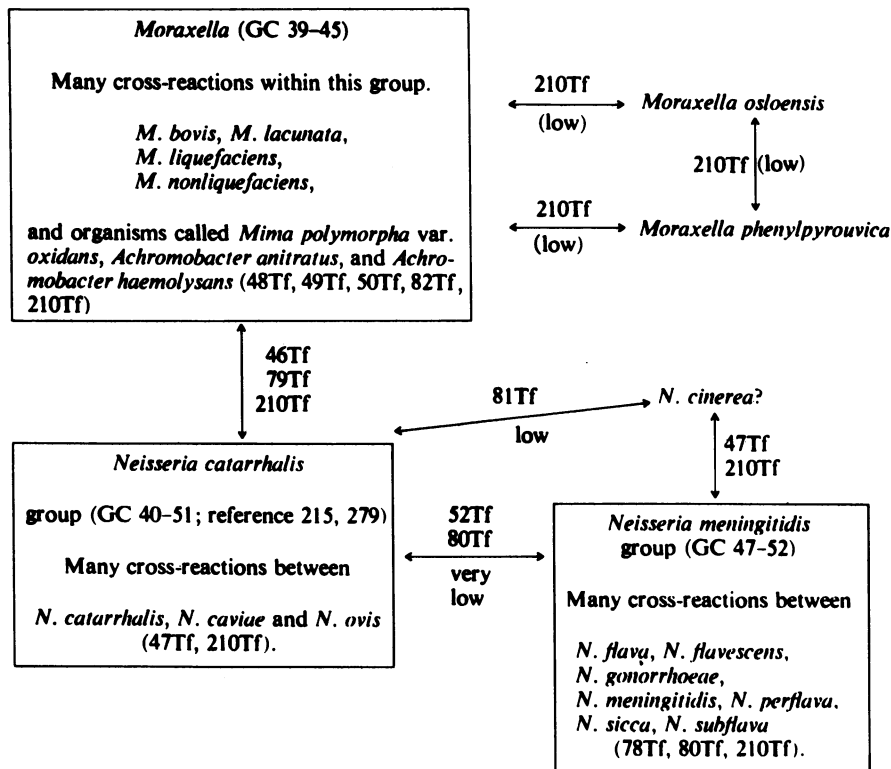 Moraxella (GC 39–45)
Many cross-reactions within this group.
M. bovis, M. lacunata,
M. liquefaciens,
M. nonliquefaciens,
and organisms called Mima polymorpha var.
oxidans, Achromobacter anitratus, and Achro-
mobacter haemolysans (48Tf, 49Tf, 50Tf, 82Tf,
210Tf)
210Tf
(low)
Moraxella osloensis
210Tf (low)
210Tf
(low)
Moraxella phenylpyrouvica
46Tf
79Tf
210Tf
81Tf
low
N. cinerea?
47Tf
210Tf
Neisseria catarrhalis
group (GC 40–51; reference 215, 279)
Many cross-reactions between
N. catarrhalis, N. caviae and N. ovis
(47Tf, 210Tf).
52Tf
80Tf
very
low
Neisseria meningitidis
group (GC 47–52)
Many cross-reactions between
N. flava, N. flavescens,
N. gonorrhoeae,
N. meningitidis, N. perflava,
N. sicca, N. subflava
(78Tf, 80Tf, 210Tf).